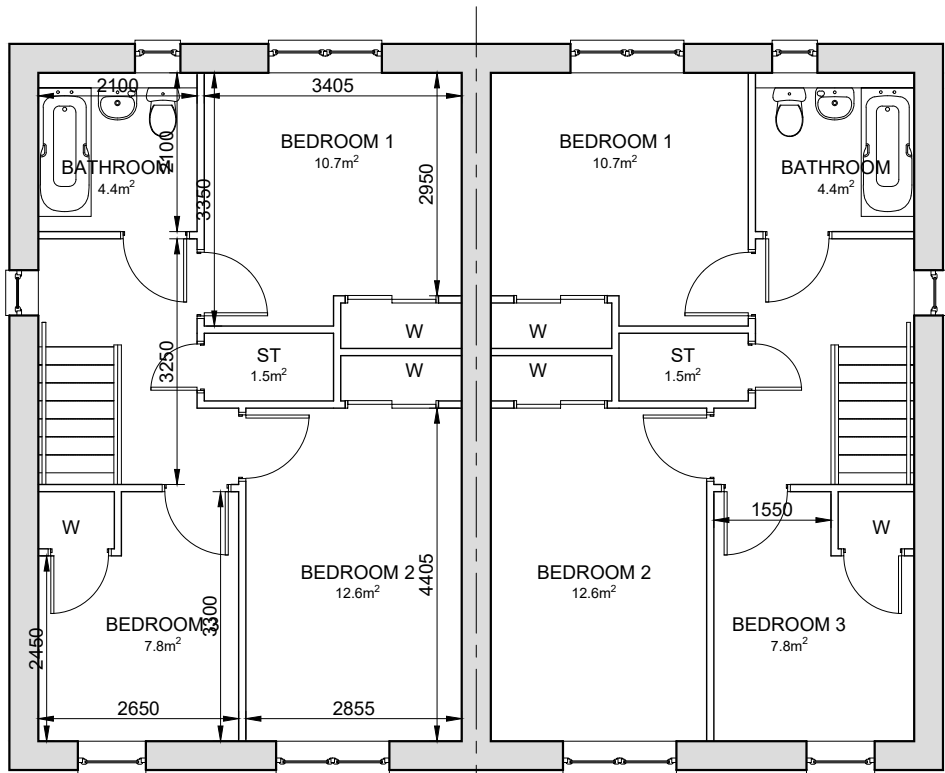 2100
3405
2100
BEDROOM 1
10.7m²
BATHROOM
4.4m²
3350
2950
BEDROOM 1
10.7m²
BATHROOM
4.4m²
W
W
ST
1.5m²
W
W
ST
1.5m²
3250
W
1550
W
BEDROOM 2
12.6m²
4405
BEDROOM 2
12.6m²
BEDROOM 3
7.8m²
3300
2450
BEDROOM 3
7.8m²
2650
2855